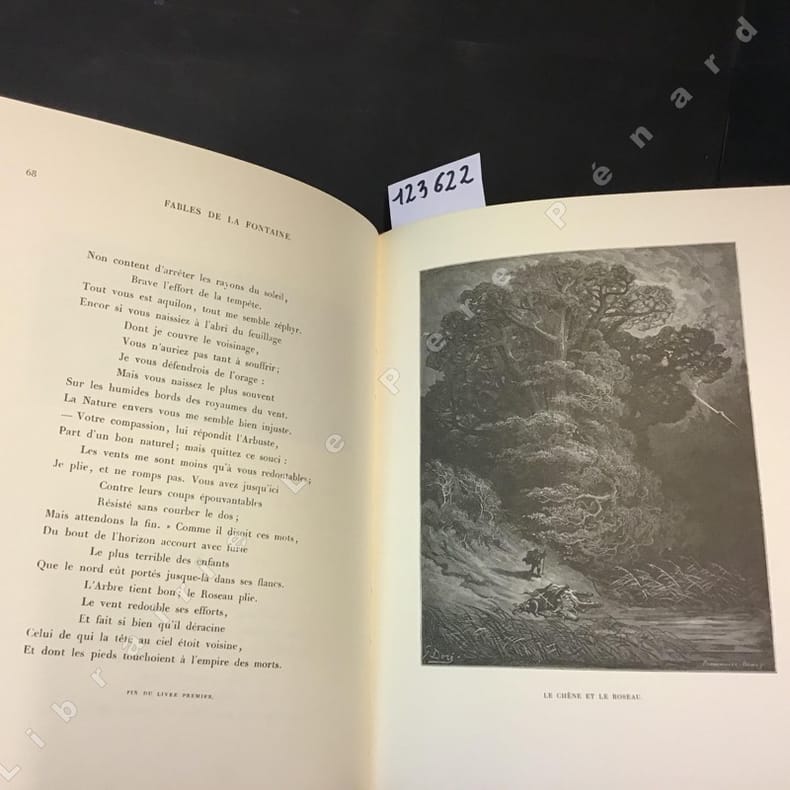 123622
68
FABLES DE LA FONTAINE
Non content d'arrêter les rayons du soleil,
Brave l'effort de la tempête.
Tout vous est aquilon, tout me semble zéphyr.
Encor si vous naissiez à l'abri du feuillage
Dont je couvre le voisinage,
Vous n'auriez pas tant à souffrir;
Je vous défendrois de l'orage :
Mais vous naissez le plus souvent
Sur les humides bords des royaumes du vent.
La Nature envers vous me semble bien injuste.
— Votre compassion, lui répondit l'Arbuste,
Part d'un bon naturel; mais quittez ce souci :
Les vents me sont moins qu'à vous redoutables;
Je plie, et ne romps pas. Vous avez jusqu'ici
Contre leurs coups épouvantables
Résisté sans courber le dos;
Mais attendons la fin. » Comme il disoit ces mots,
Du bout de l'horizon accourt avec furie
Le plus terrible des enfants
Que le nord eût portés jusque-là dans ses flancs.
L'Arbre tient bon; le Roseau plie.
Le vent redouble ses efforts,
Et fait si bien qu'il déracine
Celui de qui la tête au ciel étoit voisine,
Et dont les pieds touchoient à l'empire des morts.
FIN DU LIVRE PREMIER.
G Doré
LE CHÊNE ET LE ROSEAU.
Librairie Le Père Pénard